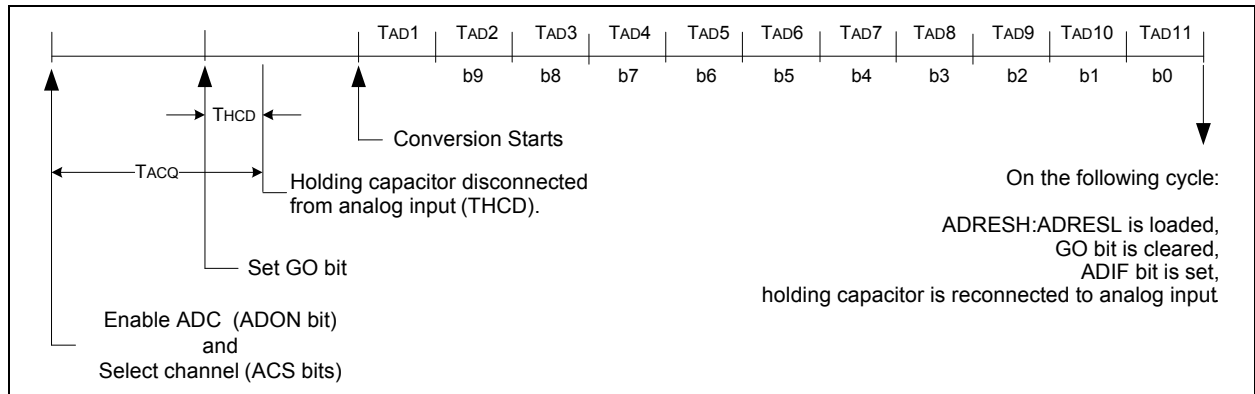 TAD1 TAD2 TAD3 TAD4 TAD5 TAD6 TAD7 TAD8 TAD9 TAD10 TAD11
b9 b8 b7 b6 b5 b4 b3 b2 b1 b0
THCD
Conversion Starts
TACQ
Holding capacitor disconnected
from analog input (THCD).
Set GO bit
Enable ADC (ADON bit)
and
Select channel (ACS bits)
On the following cycle:
ADRESH:ADRESL is loaded,
GO bit is cleared,
ADIF bit is set,
holding capacitor is reconnected to analog input